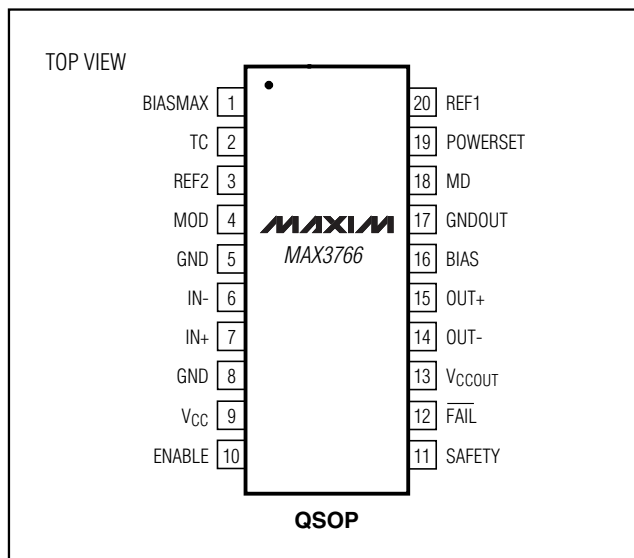 TOP VIEW
BIASMAX 1
TC 2
REF2 3
MOD 4
GND 5
IN- 6
IN+ 7
GND 8
VCC 9
ENABLE 10
20 REF1
19 POWERSET
18 MD
17 GNDOUT
16 BIAS
15 OUT+
14 OUT-
13 VCCOUT
12 FAIL
11 SAFETY
MAXIM
MAX3766
QSOP